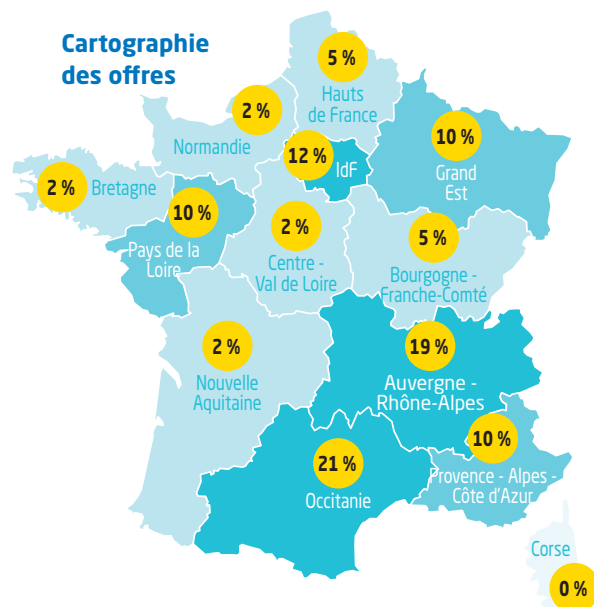 Cartographie
des offres
5 %
Hauts
de France
2 %
Normandie
10 %
Grand
Est
12 %
IdF
2 %
Bretagne
10 %
Pays de la
Loire
2 %
Centre -
Val de Loire
5 %
Bourgogne -
Franche-Comté
2 %
Nouvelle
Aquitaine
19 %
Auvergne -
Rhône-Alpes
10 %
Provence - Alpes -
Côte d'Azur
21 %
Occitanie
Corse
0 %